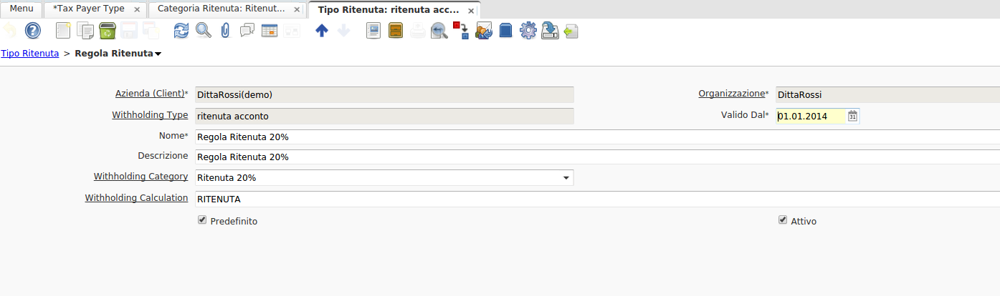 Menu *Tax Payer Type Categoria Ritenuta: Ritenut... Tipo Ritenuta: ritenuta acc...
Tipo Ritenuta > Regola Ritenuta
Azienda (Client)* DittaRossi(demo) Organizzazione* DittaRossi
Withholding Type ritenuta acconto Valido Dal* 01.01.2014 31
Nome* Regola Ritenuta 20%
Descrizione Regola Ritenuta 20%
Withholding Category Ritenuta 20%
Withholding Calculation RITENUTA
Predefinito Attivo